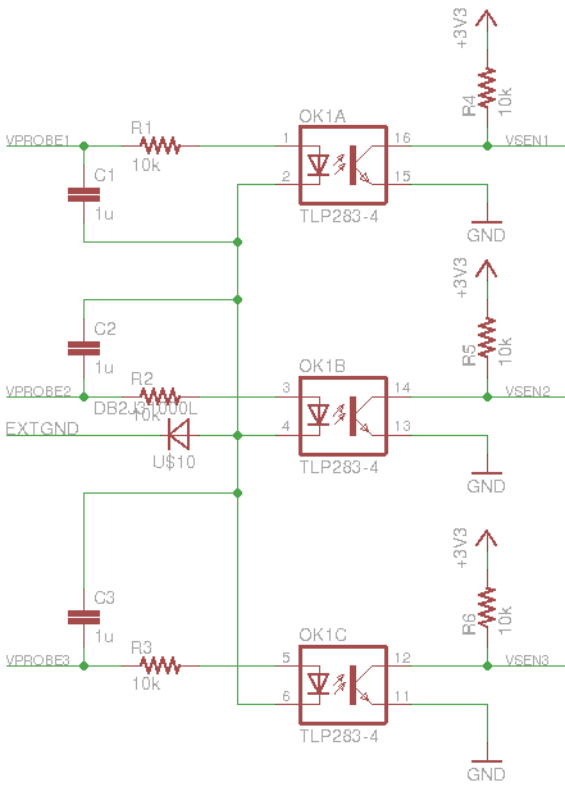 +3V3
R4
10k
OK1A
VPROBE1
R1
10k
1
16
VSEN1
2
15
C1
1u
TLP283-4
GND
+3V3
R5
10k
C2
1u
OK1B
VPROBE2
R2
10k
3
14
VSEN2
DB2J31000L
EXTGND
4
13
U$10
TLP283-4
GND
+3V3
R6
10k
C3
1u
OK1C
VPROBE3
R3
10k
5
12
VSEN3
6
11
TLP283-4
GND